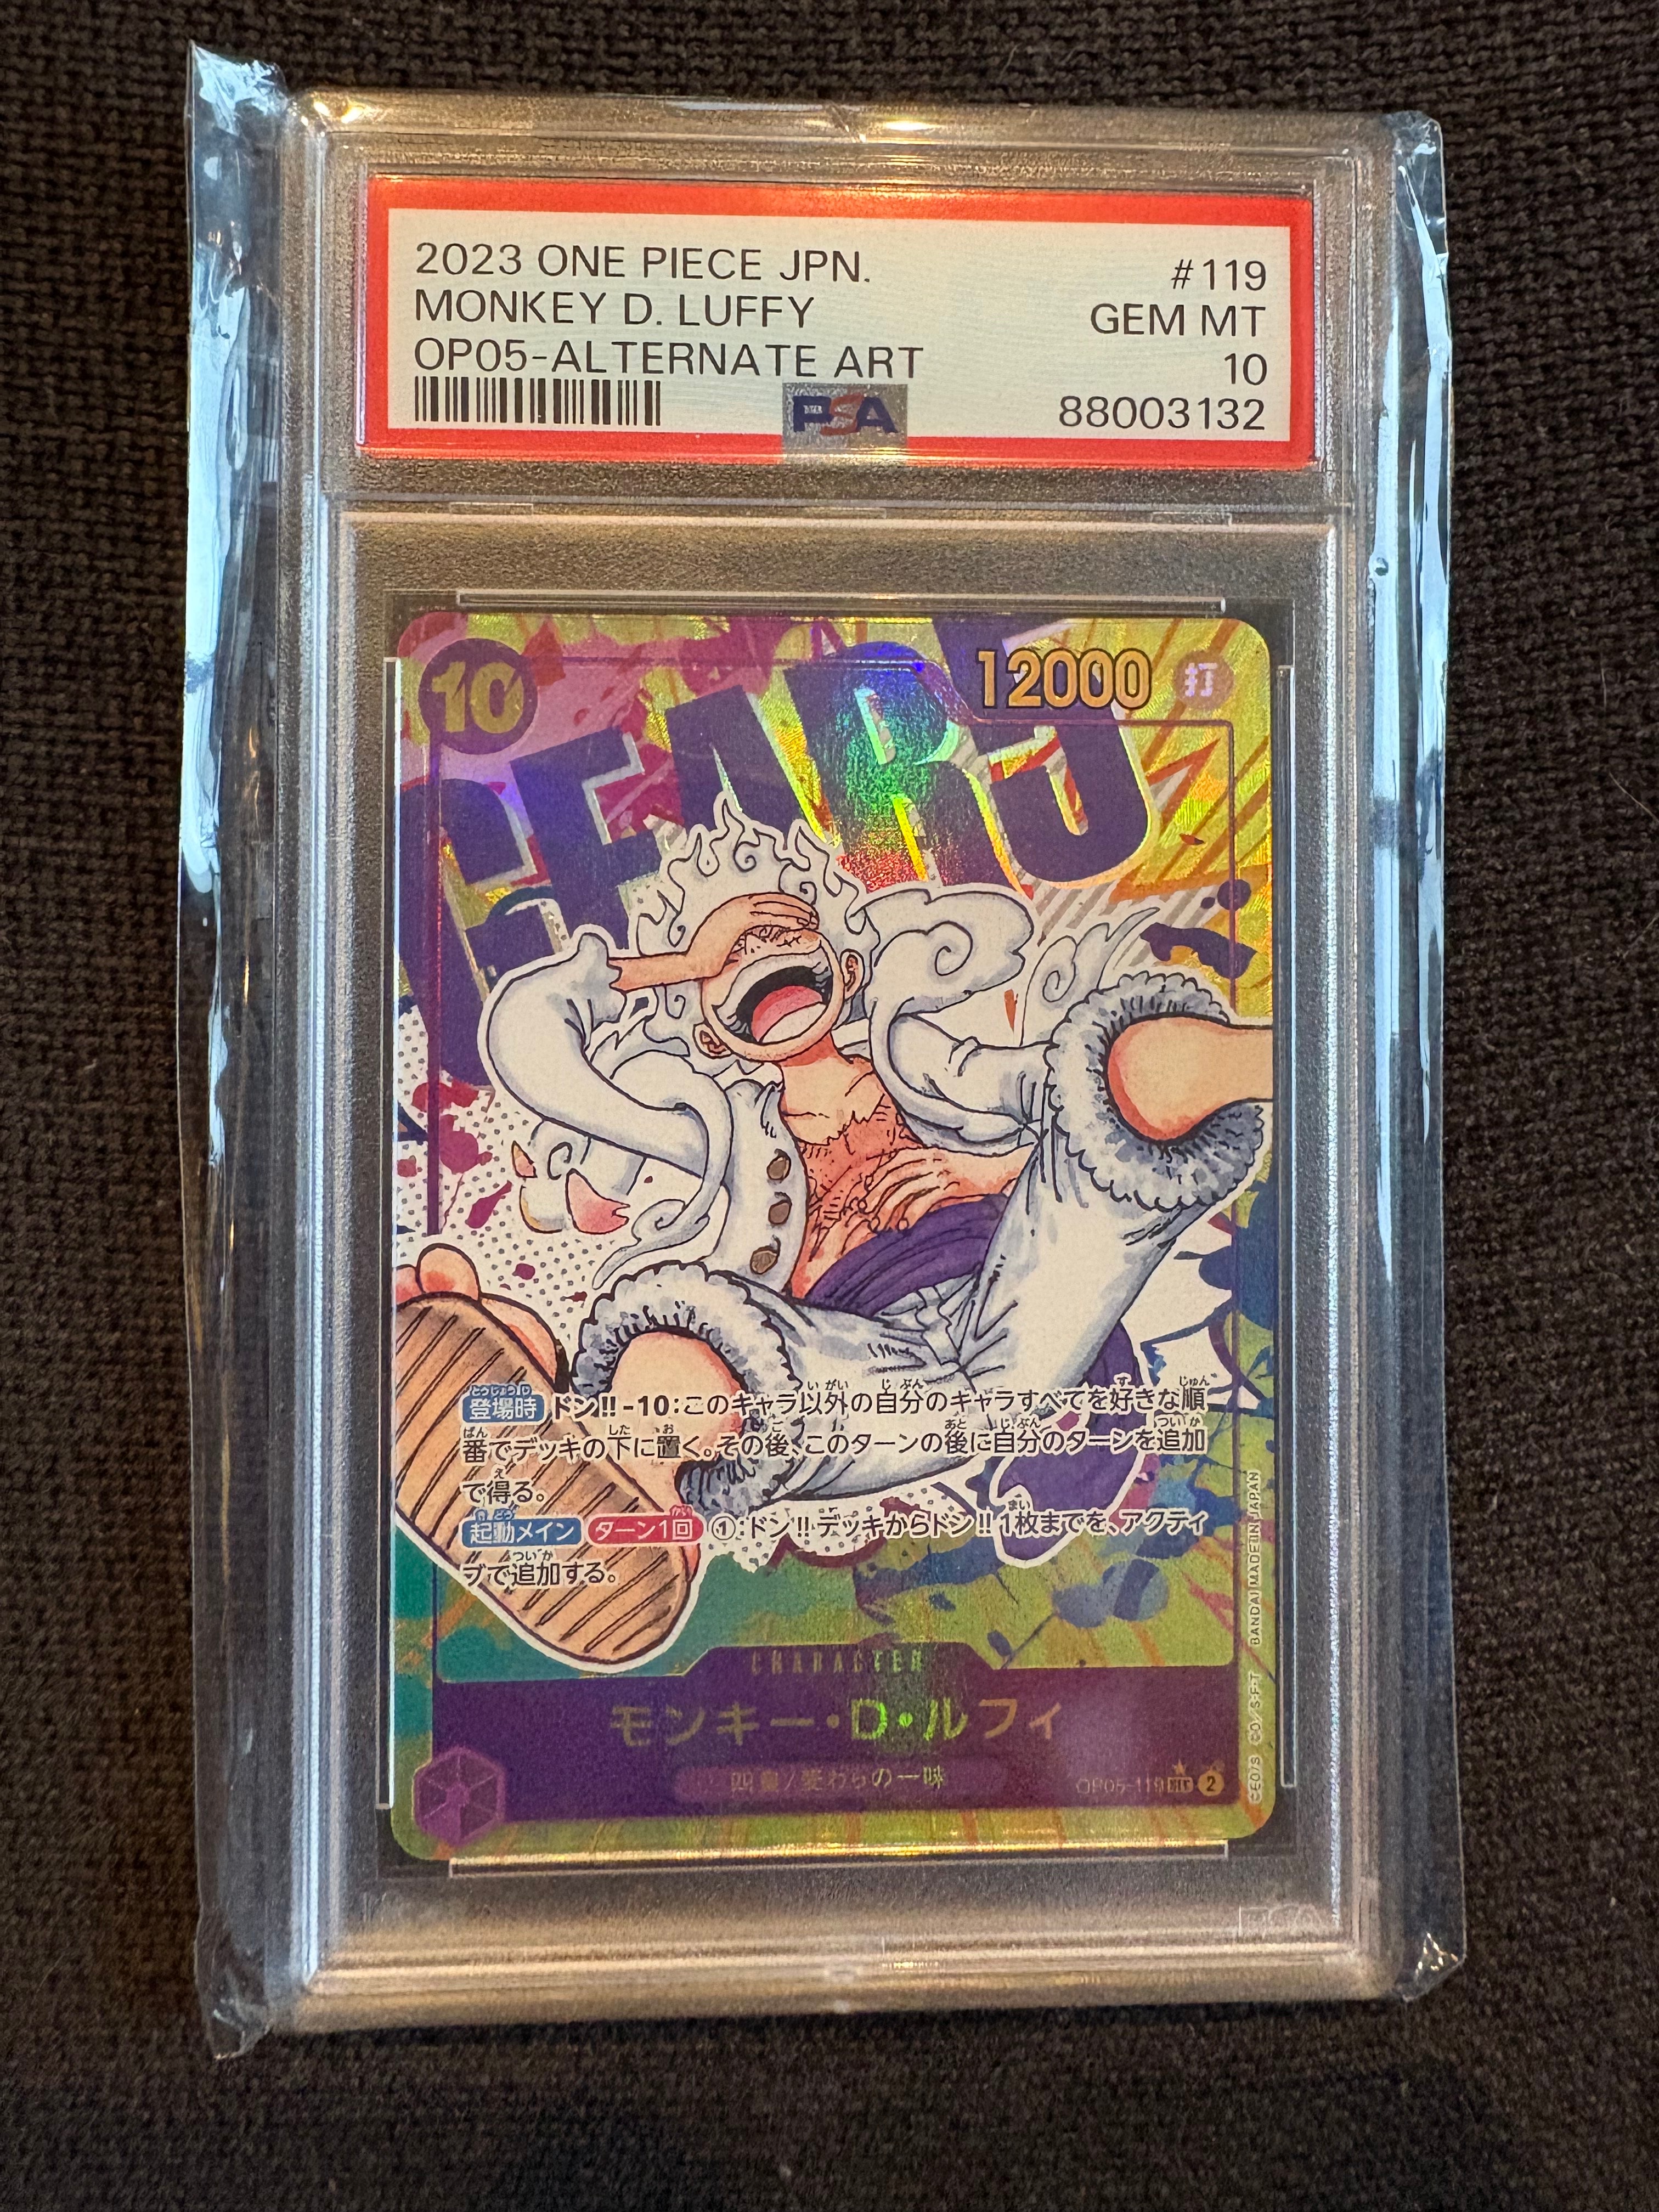 2023 ONE PIECE JPN.
#119
MONKEY D. LUFFY
GEM MT
OP05-ALTERNATE ART
10
PSA
88003132
10
12000
打
GEAR5
登場時 ドン!!-10:このキャラ以外の自分のキャラすべてを好きな順
番でデッキの下に置く。その後、このターンの後に自分のターンを追加
で得る。
起動メイン ターン1回 ①:ドン!!デッキからドン!!1枚までを、アクティ
ブで追加する。
CHARACTER
モンキー・D・ルフィ
四皇/麦わらの一味
OP05-119 SEC 2
©E.O/S. ©O/S.F.T BANDAI MADE IN JAPAN
PSA